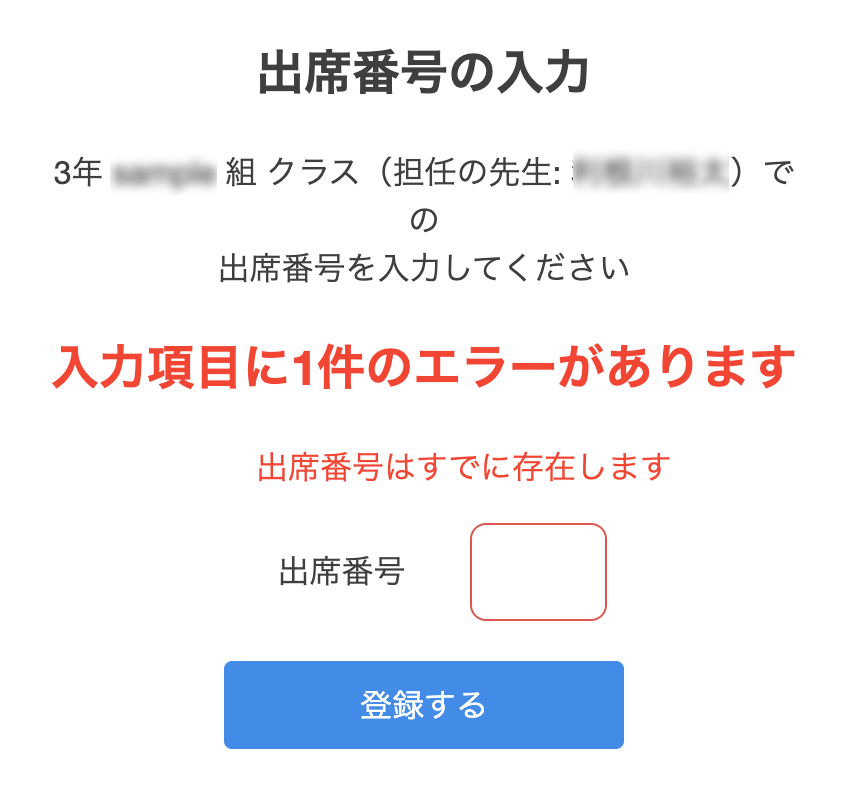 出席番号の入力
3年 組 クラス（担任の先生: ）で
の
出席番号を入力してください
入力項目に1件のエラーがあります
出席番号はすでに存在します
出席番号
登録する